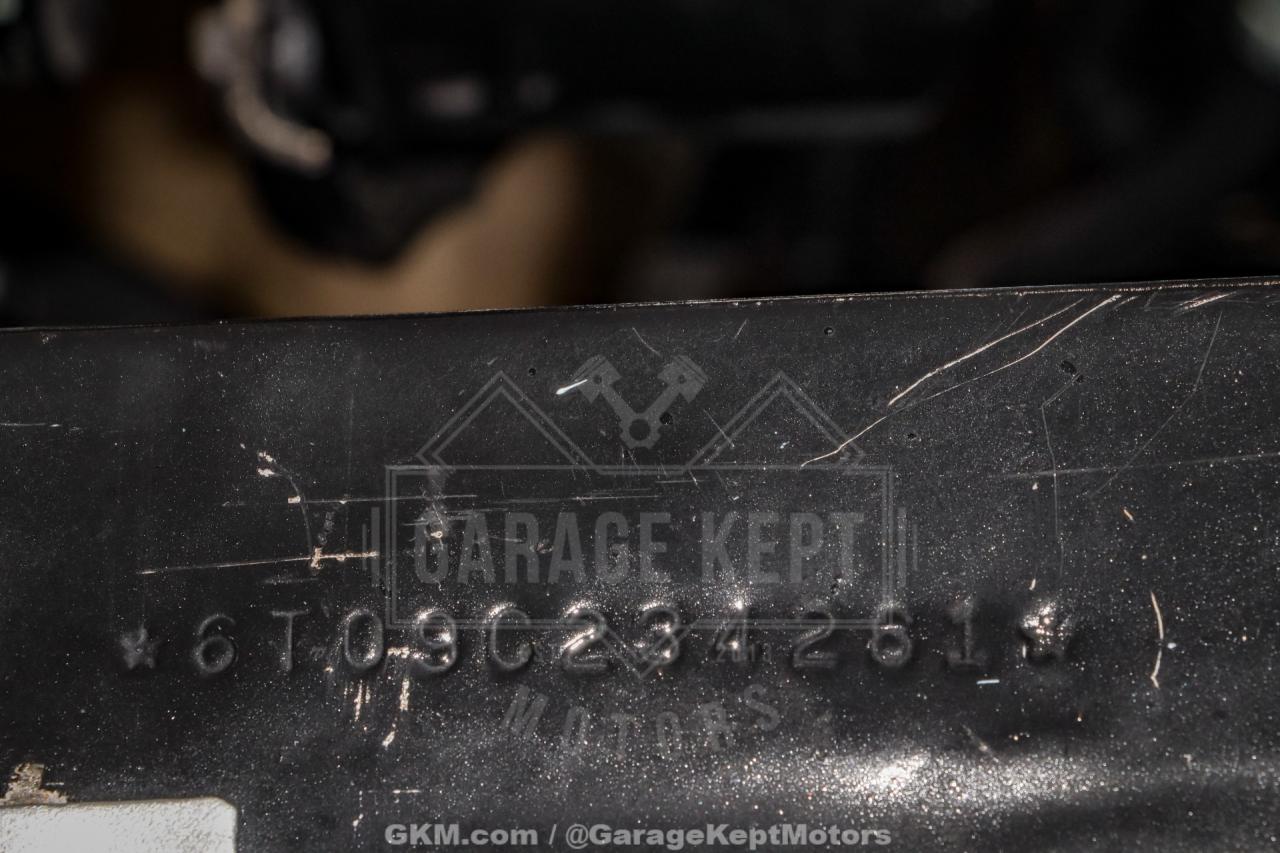 GARAGE KEPT
★6T09C234261★
MOTORS
GKM.com / @GarageKeptMotors